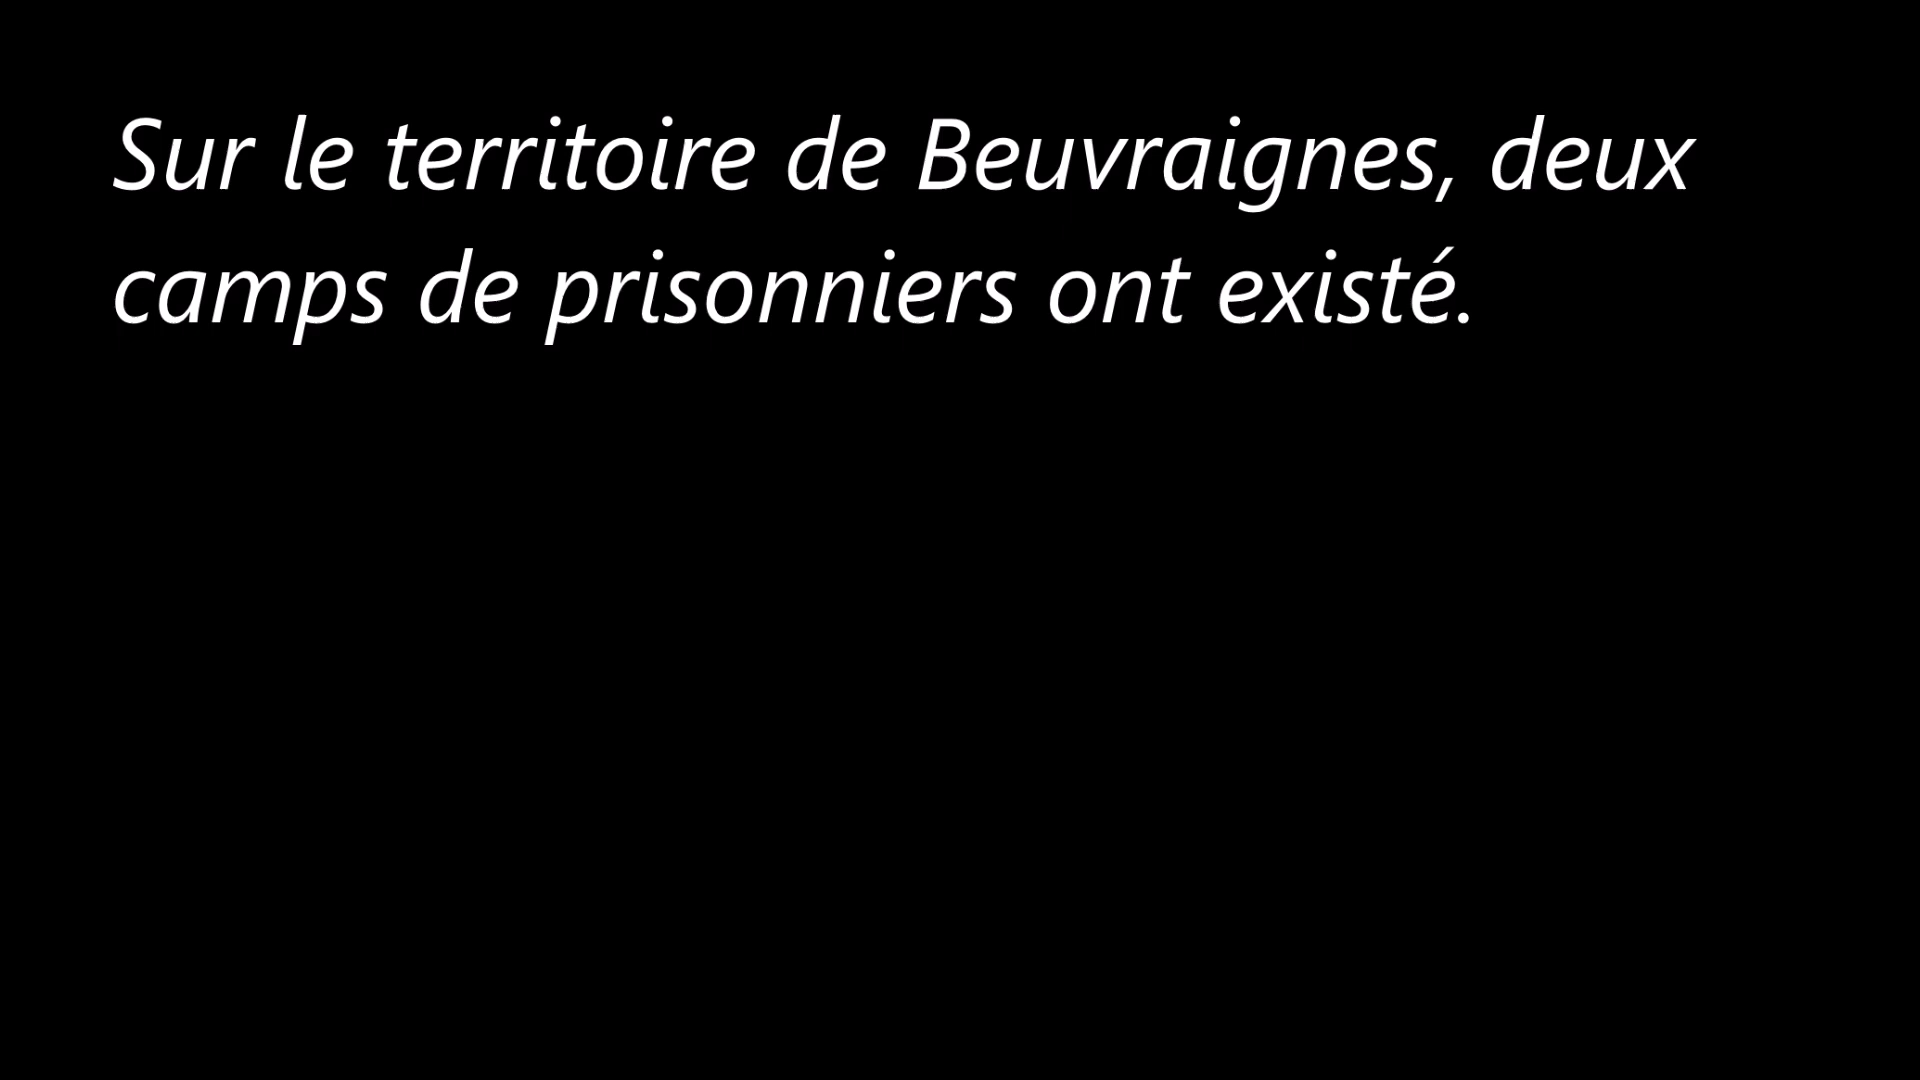 Sur le territoire de Beuvraignes, deux
camps de prisonniers ont existé.